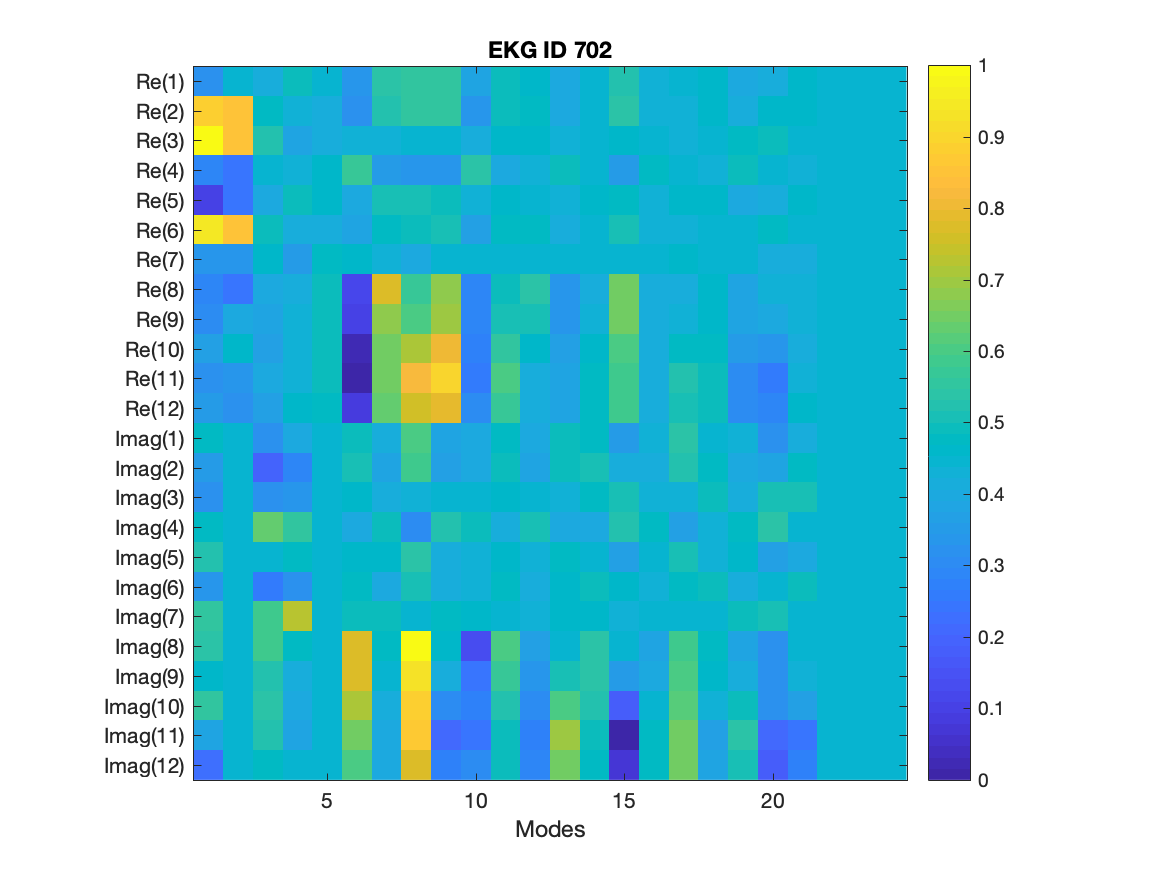 EKG ID 702
Re(1)
Re(2)
Re(3)
Re(4)
Re(5)
Re(6)
Re(7)
Re(8)
Re(9)
Re(10)
Re(11)
Re(12)
Imag(1)
Imag(2)
Imag(3)
Imag(4)
Imag(5)
Imag(6)
Imag(7)
Imag(8)
Imag(9)
Imag(10)
Imag(11)
Imag(12)
5 10 15 20
Modes
1
0.9
0.8
0.7
0.6
0.5
0.4
0.3
0.2
0.1
0